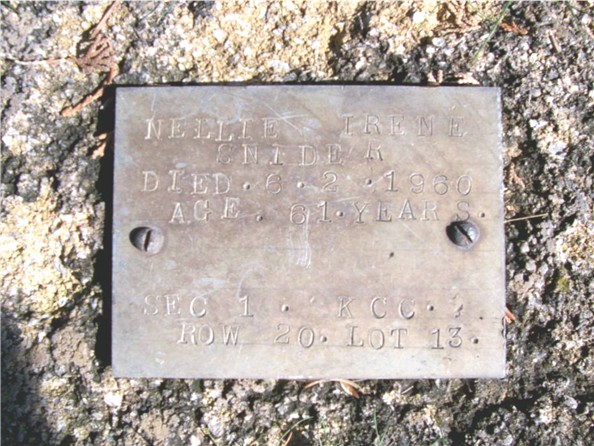 NELLIE IRENE
SNIDER
DIED. 6. 2. 1960
AGE. 61. YEARS.
SEC 1. KCC.
ROW 20. LOT 13.